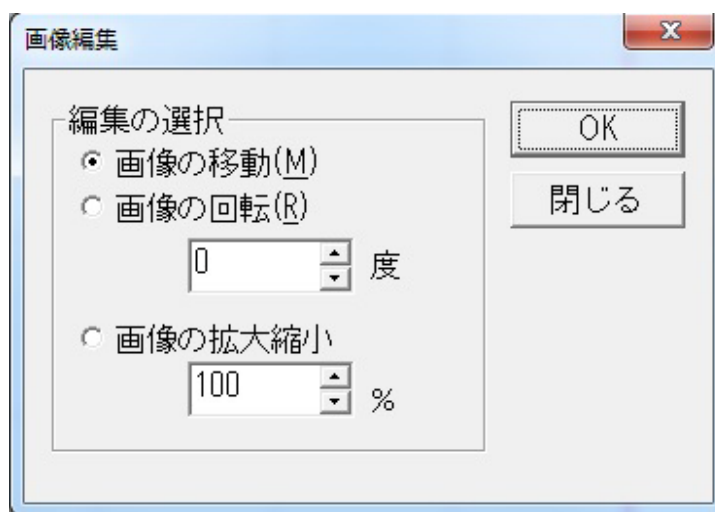 画像編集
編集の選択
画像の移動(M)
画像の回転(R)
0 度
画像の拡大縮小
100 %
OK
閉じる